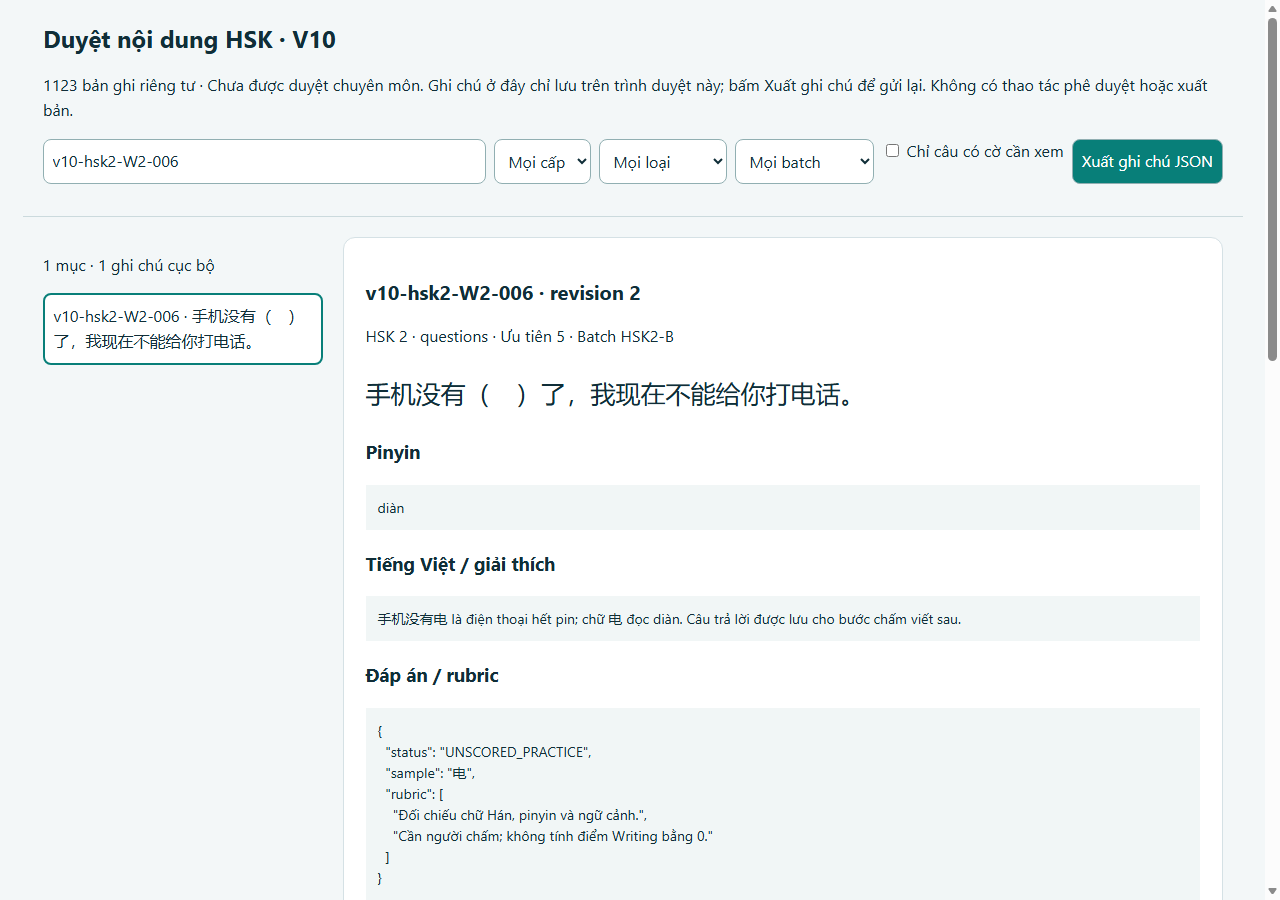 Duyệt nội dung HSK · V10
1123 bản ghi riêng tư · Chưa được duyệt chuyên môn. Ghi chú ở đây chỉ lưu trên trình duyệt này; bấm Xuất ghi chú để gửi lại. Không có thao tác phê duyệt hoặc xuất
bản.
v10-hsk2-W2-006 Mọi cấp Mọi loại Mọi batch Chỉ câu có cờ cần xem Xuất ghi chú JSON
1 mục · 1 ghi chú cục bộ
v10-hsk2-W2-006 · 手机没有（　）
了，我现在不能给你打电话。
v10-hsk2-W2-006 · revision 2
HSK 2 · questions · Ưu tiên 5 · Batch HSK2-B
手机没有（　）了，我现在不能给你打电话。
Pinyin
diàn
Tiếng Việt / giải thích
手机没有电 là điện thoại hết pin; chữ 电 đọc diàn. Câu trả lời được lưu cho bước chấm viết sau.
Đáp án / rubric
{
"status": "UNSCORED_PRACTICE",
"sample": "电",
"rubric": [
"Đối chiếu chữ Hán, pinyin và ngữ cảnh.",
"Cần người chấm; không tính điểm Writing bằng 0."
]
}